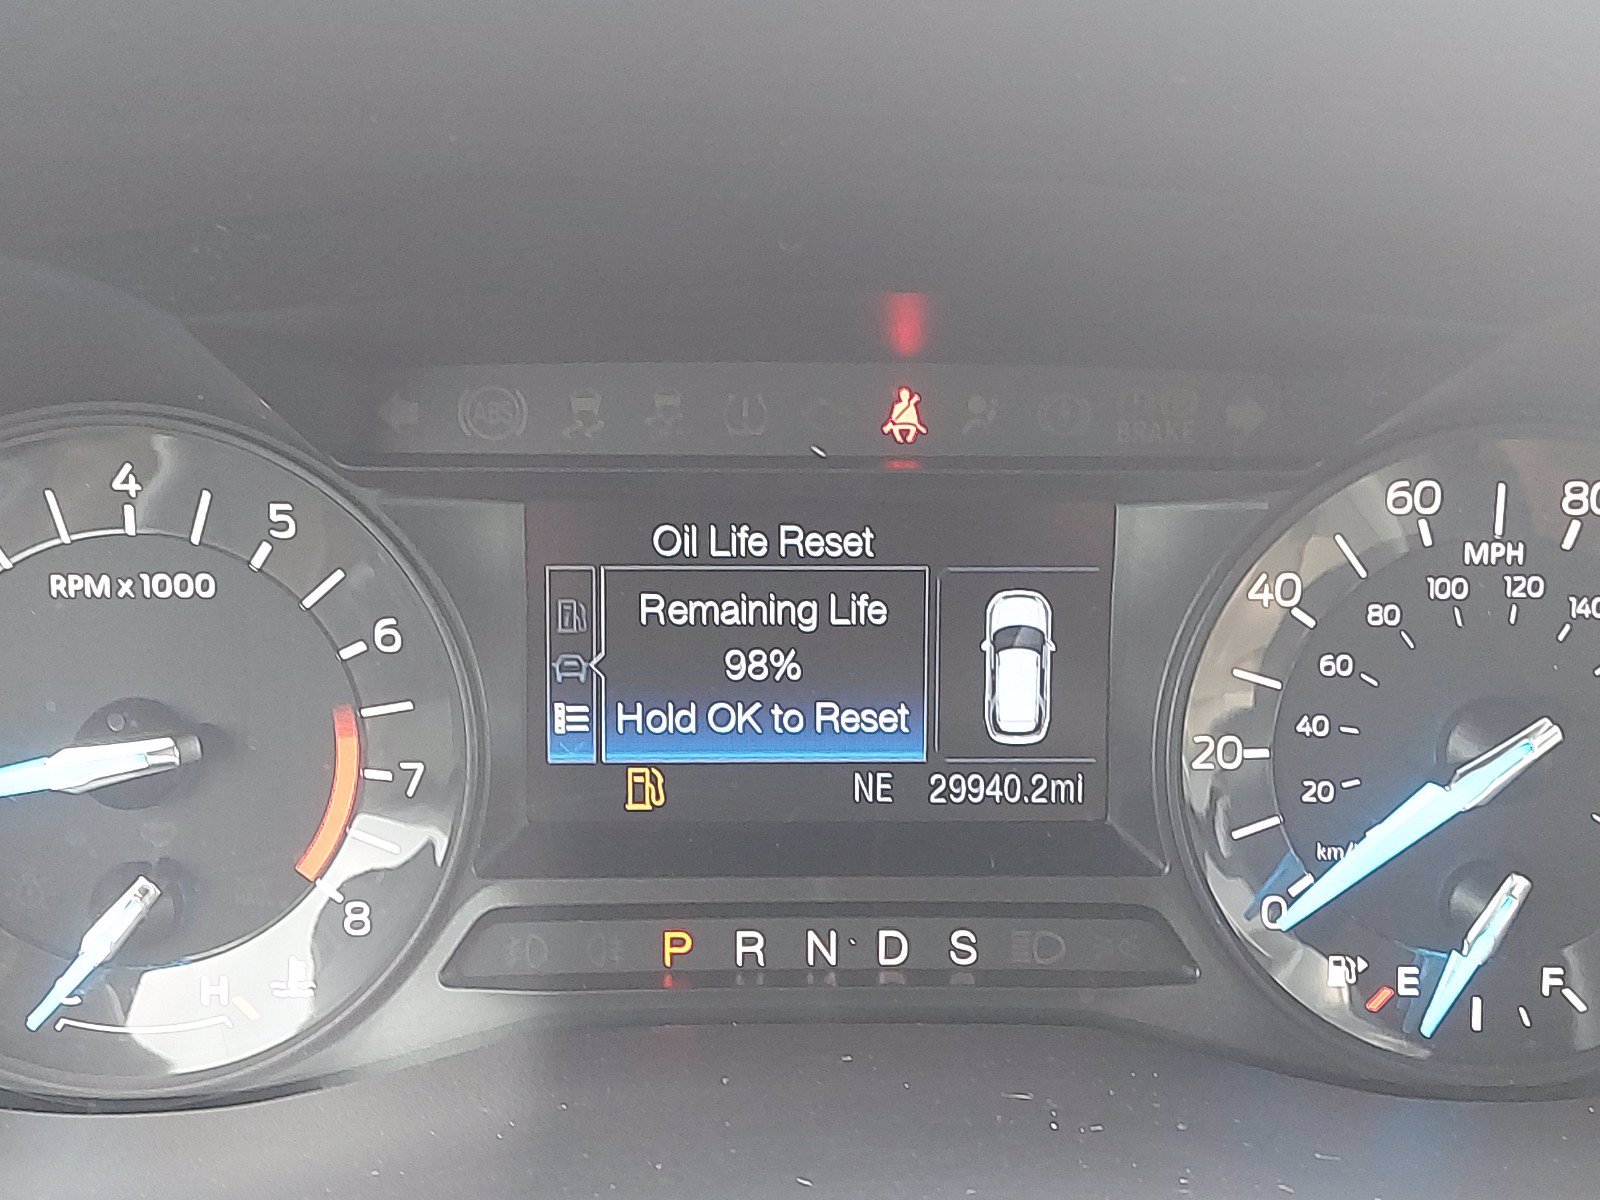 ABS
BRAKE
Oil Life Reset
Remaining Life
98%
Hold OK to Reset
NE 29940.2mi
P R N D S
4
5
6
7
8
RPM x 1000
H
MPH
0
20
40
60
80
20
40
60
80
100
120
140
E
F